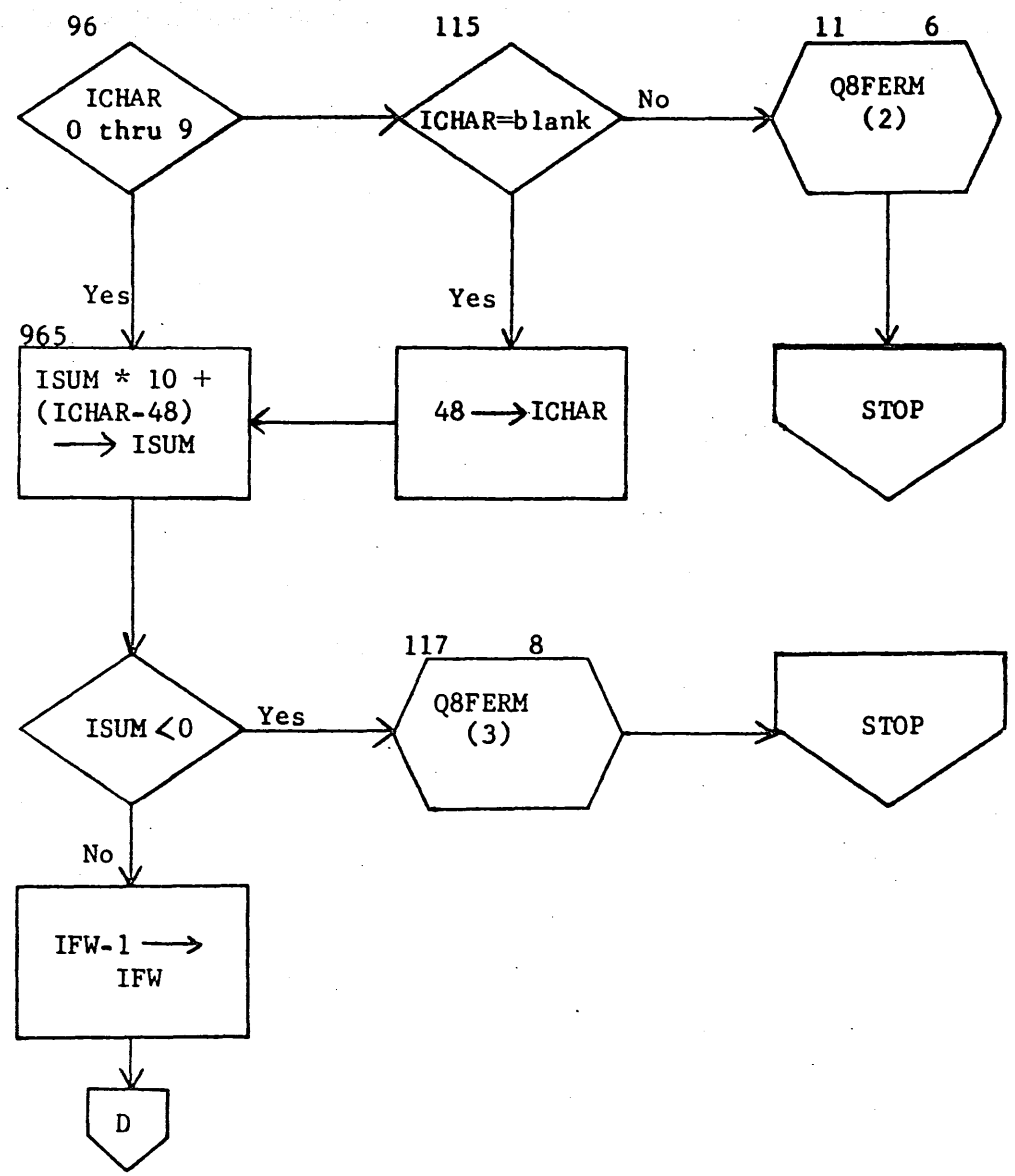 96
115
11 6
ICHAR
0 thru 9
ICHAR=blank
No
Q8FERM
(2)
Yes
Yes
965
ISUM * 10 +
(ICHAR-48)
⟶ ISUM
48 ⟶ ICHAR
STOP
117 8
ISUM <0
Yes
Q8FERM
(3)
STOP
No
IFW-1 ⟶
IFW
D